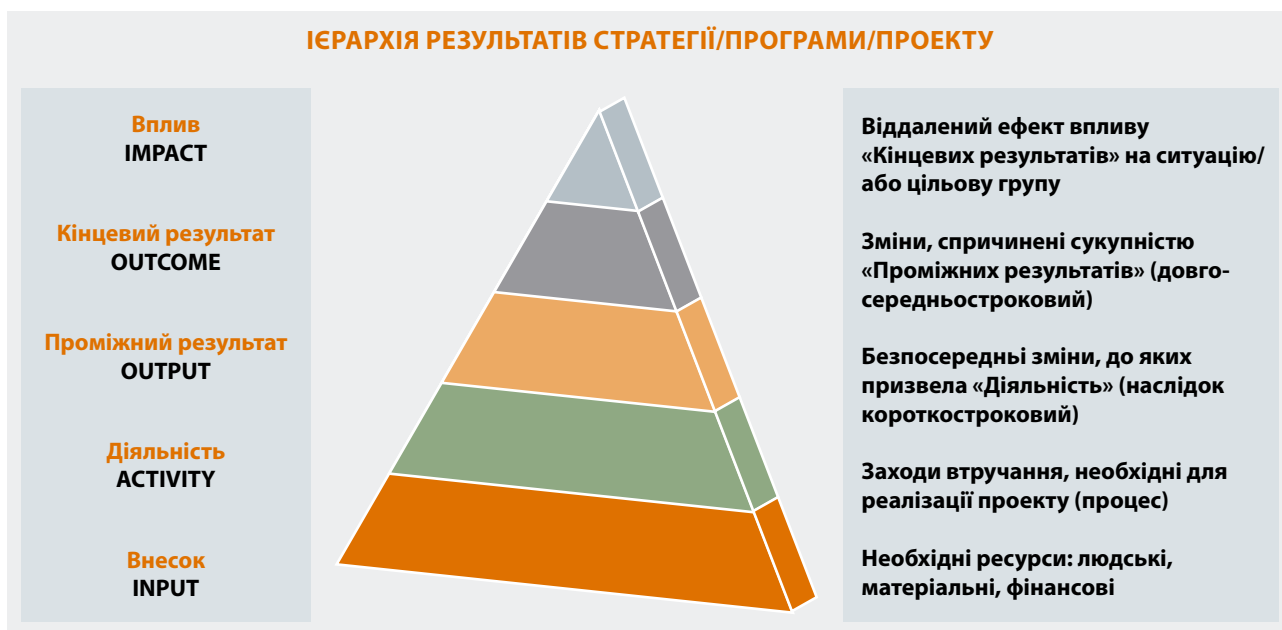 ІЄРАРХІЯ РЕЗУЛЬТАТІВ СТРАТЕГІЇ/ПРОГРАМИ/ПРОЕКТУ
Вплив
IMPACT
Віддалений ефект впливу
«Кінцевих результатів» на ситуацію/
або цільову групу
Кінцевий результат
OUTCOME
Зміни, спричинені сукупністю
«Проміжних результатів» (довго-
середньостроковий)
Проміжний результат
OUTPUT
Безпосередньі зміни, до яких
призвела «Діяльність» (наслідок
короткостроковий)
Діяльність
ACTIVITY
Заходи втручання, необхідні для
реалізації проекту (процес)
Внесок
INPUT
Необхідні ресурси: людські,
матеріальні, фінансові